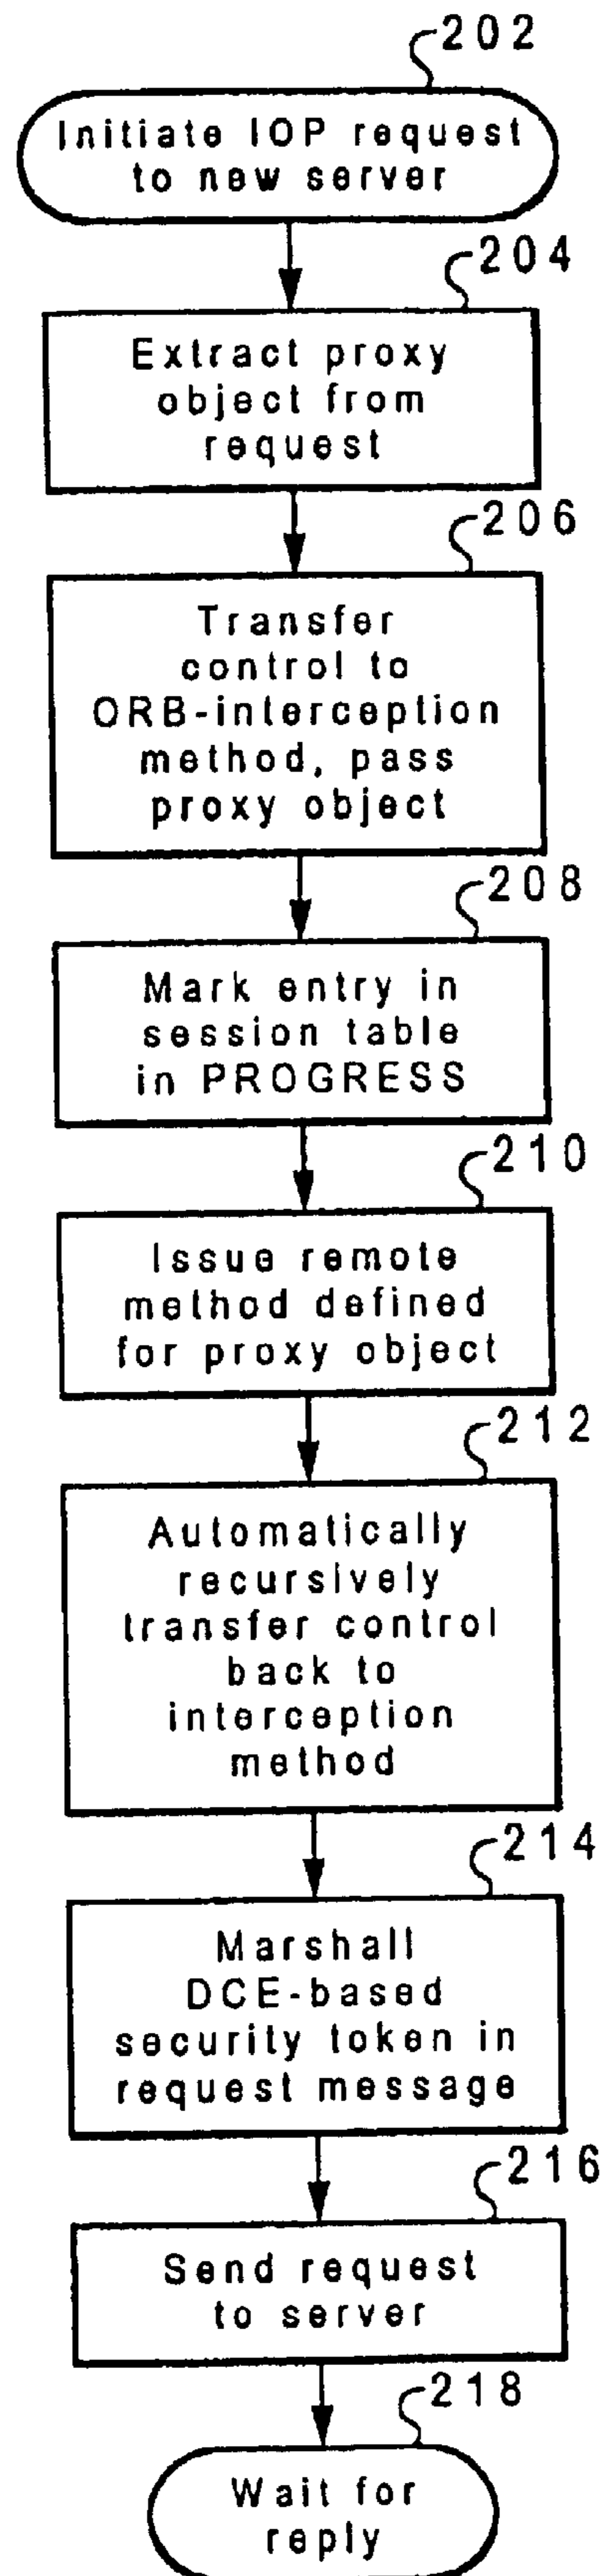 202
Initiate IOP request
to new server
204
Extract proxy
object from
request
206
Transfer
control to
ORB-interception
method, pass
proxy object
208
Mark entry in
session table
in PROGRESS
210
Issue remote
method defined
for proxy object
212
Automatically
recursively
transfer control
back to
interception
method
214
Marshall
DCE-based
security token in
request message
216
Send request
to server
218
Wait for
reply